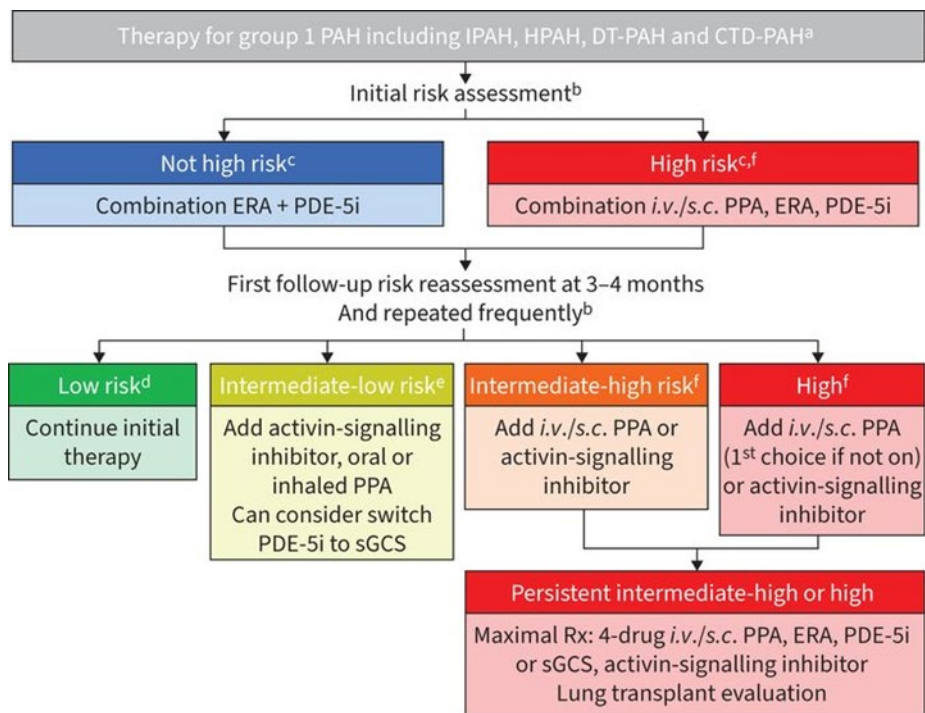 Therapy for group 1 PAH including IPAH, HPAH, DT-PAH and CTD-PAHᵃ
Initial risk assessmentᵇ
Not high riskᶜ
Combination ERA + PDE-5i
High riskᶜ,ᶠ
Combination i.v./s.c. PPA, ERA, PDE-5i
First follow-up risk reassessment at 3–4 months
And repeated frequentlyᵇ
Low riskᵈ
Continue initial
therapy
Intermediate-low riskᵉ
Add activin-signalling
inhibitor, oral or
inhaled PPA
Can consider switch
PDE-5i to sGCS
Intermediate-high riskᶠ
Add i.v./s.c. PPA or
activin-signalling
inhibitor
Highᶠ
Add i.v./s.c. PPA
(1ˢᵗ choice if not on)
or activin-signalling
inhibitor
Persistent intermediate-high or high
Maximal Rx: 4-drug i.v./s.c. PPA, ERA, PDE-5i
or sGCS, activin-signalling inhibitor
Lung transplant evaluation